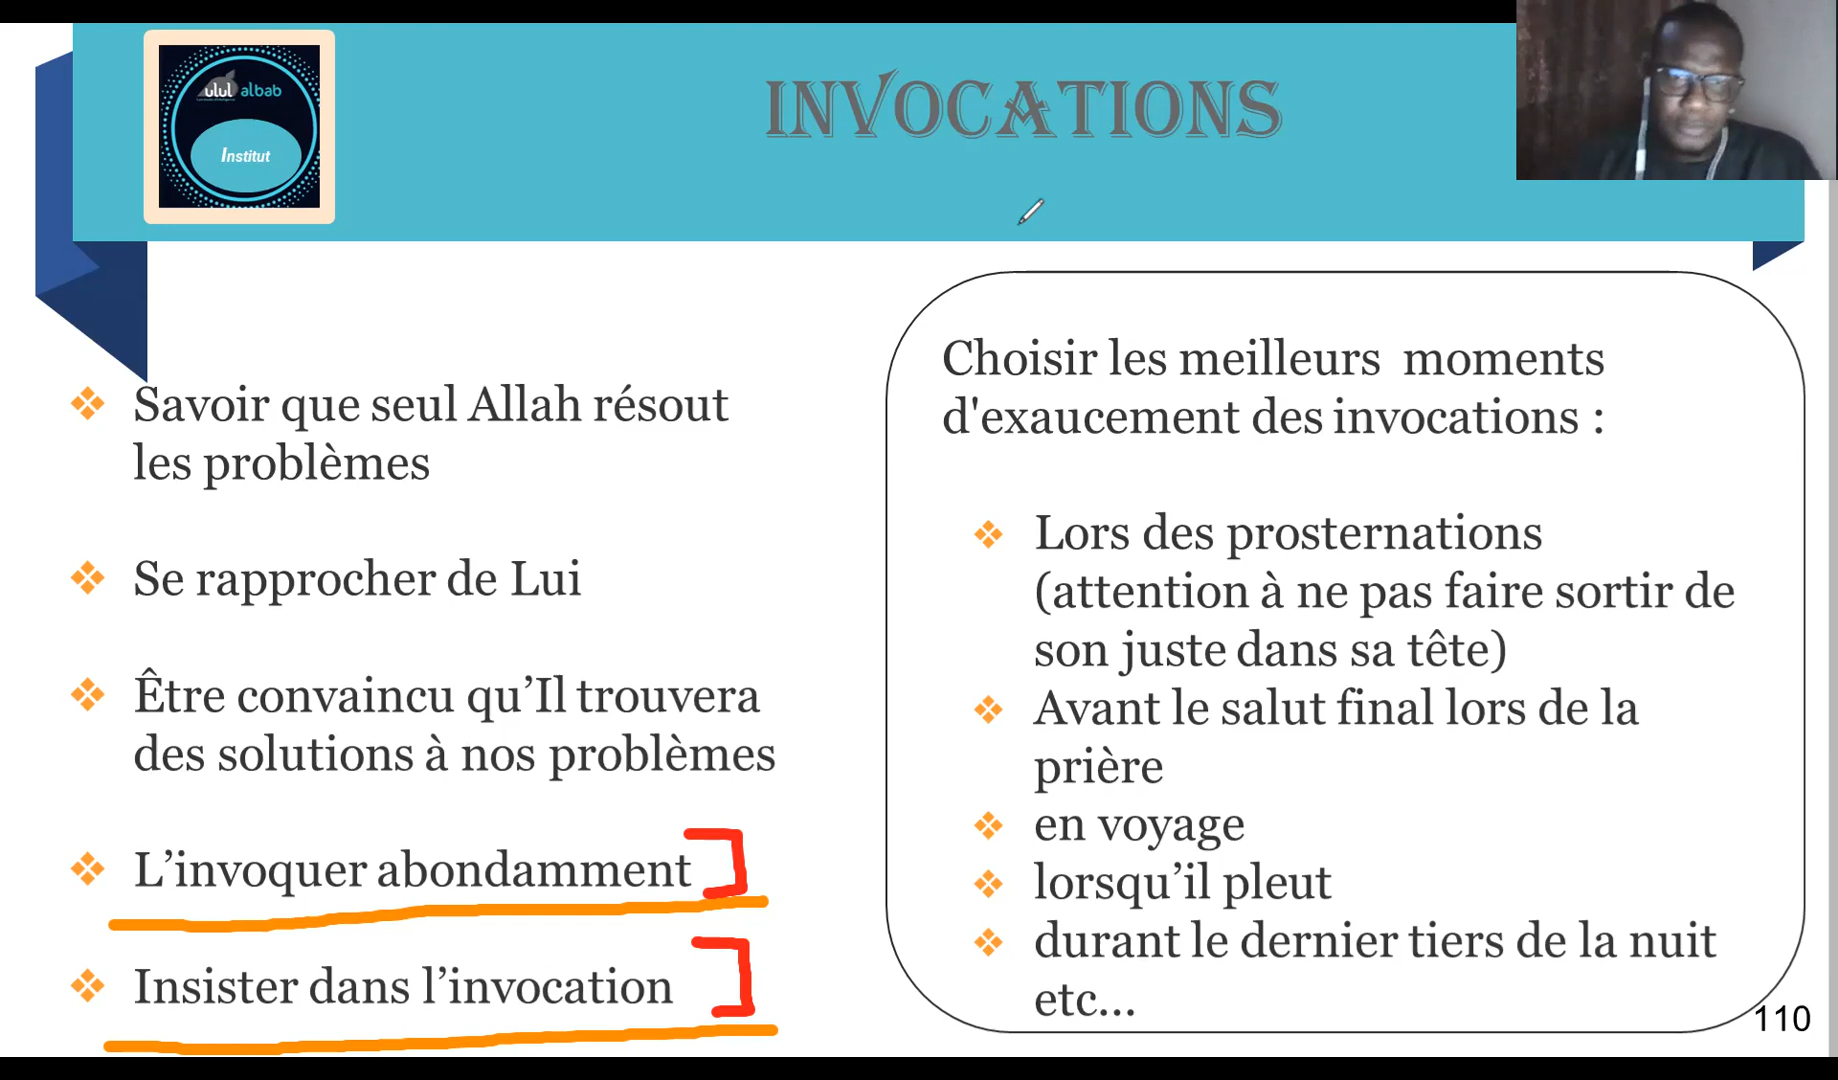 ulul albab
Institut
INVOCATIONS
Savoir que seul Allah résout
les problèmes
Se rapprocher de Lui
Être convaincu qu’Il trouvera
des solutions à nos problèmes
L’invoquer abondamment
Insister dans l’invocation
Choisir les meilleurs moments
d'exaucement des invocations :
Lors des prosternations
(attention à ne pas faire sortir de
son juste dans sa tête)
Avant le salut final lors de la
prière
en voyage
lorsqu’il pleut
durant le dernier tiers de la nuit
etc...
110